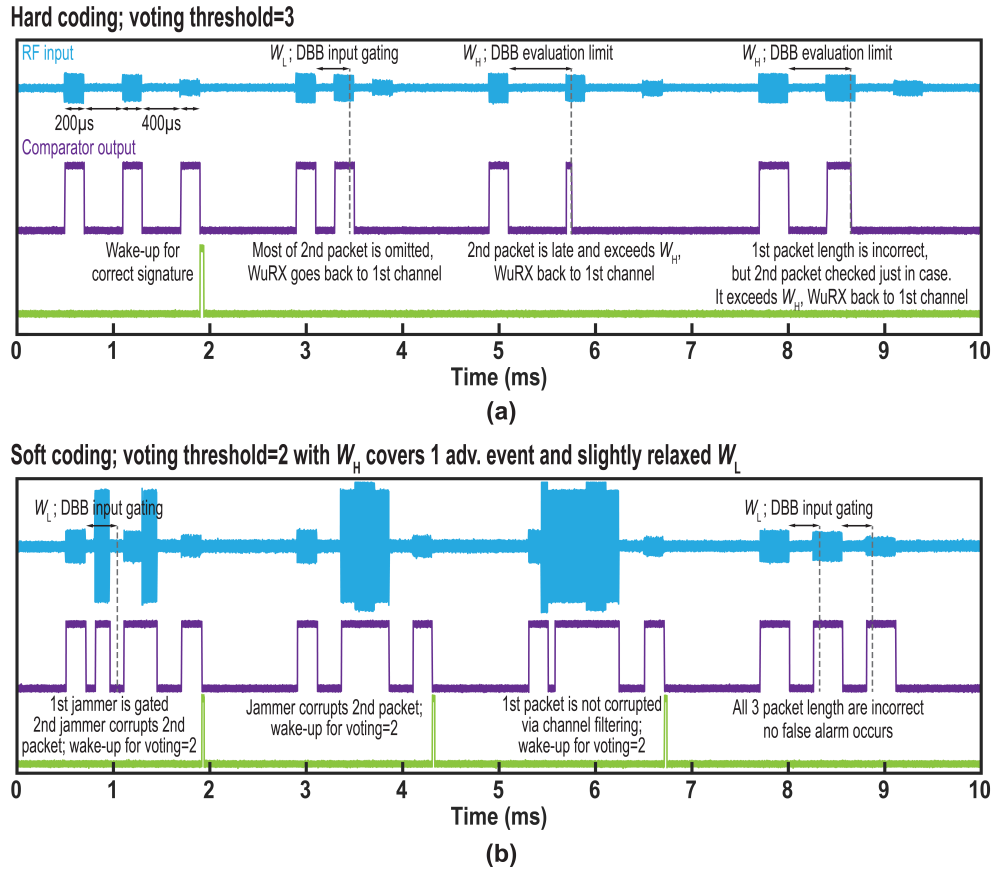 Hard coding; voting threshold=3
RF input
W_L; DBB input gating
W_H; DBB evaluation limit
W_H; DBB evaluation limit
200µs
400µs
Comparator output
Wake-up for
correct signature
Most of 2nd packet is omitted,
WuRX goes back to 1st channel
2nd packet is late and exceeds W_H,
WuRX back to 1st channel
1st packet length is incorrect,
but 2nd packet checked just in case.
It exceeds W_H, WuRX back to 1st channel
0 1 2 3 4 5 6 7 8 9 10
Time (ms)
(a)
Soft coding; voting threshold=2 with W_H covers 1 adv. event and slightly relaxed W_L
W_L; DBB input gating
W_L; DBB input gating
1st jammer is gated
2nd jammer corrupts 2nd
packet; wake-up for voting=2
Jammer corrupts 2nd packet;
wake-up for voting=2
1st packet is not corrupted
via channel filtering;
wake-up for voting=2
All 3 packet length are incorrect
no false alarm occurs
0 1 2 3 4 5 6 7 8 9 10
Time (ms)
(b)